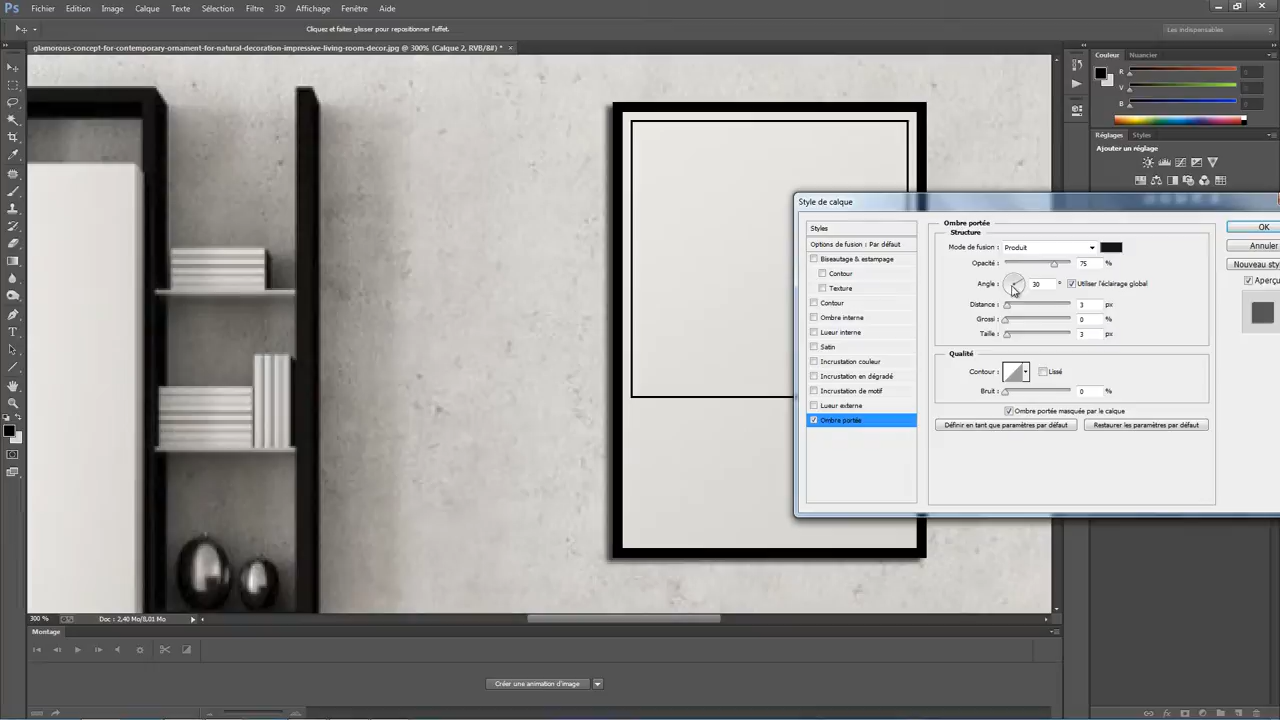 Ps Fichier Edition Image Calque Texte Sélection Filtre 3D Affichage Fenêtre Aide
Cliquez et faites glisser pour repositionner l'effet.
Les indispensables
glamorous-concept-for-contemporary-ornament-for-natural-decoration-impressive-living-room-decor.jpg @ 300% (Calque 2, RVB/8#) *
Couleur Nuancier
R 0
V 0
B 0
Réglages Styles
Ajouter un réglage
Style de calque
Styles
Options de fusion : Par défaut
Biseautage & estampage
Contour
Texture
Contour
Ombre interne
Lueur interne
Satin
Incrustation couleur
Incrustation en dégradé
Incrustation de motif
Lueur externe
Ombre portée
Ombre portée
Structure
Mode de fusion : Produit
Opacité : 75 %
Angle : 30 ° Utiliser l'éclairage global
Distance : 3 px
Grossi : 0 %
Taille : 3 px
Qualité
Contour : Lissé
Bruit : 0 %
Ombre portée masquée par le calque
Définir en tant que paramètres par défaut Restaurer les paramètres par défaut
OK
Annuler
Nouveau sty
Aperçu
300 % Doc : 2,40 Mo/8,01 Mo
Montage
Créer une animation d'image
fx